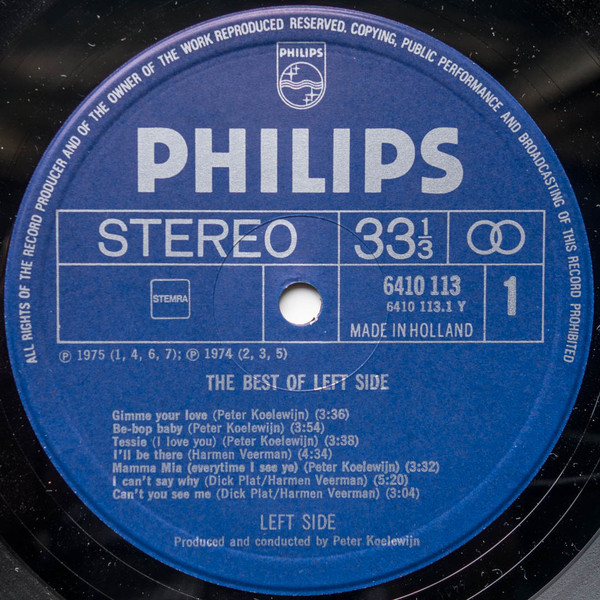 ALL RIGHTS OF THE RECORD PRODUCER AND OF THE OWNER OF THE WORK REPRODUCED RESERVED. COPYING, PUBLIC PERFORMANCE AND BROADCASTING OF THIS RECORD PROHIBITED
PHILIPS
PHILIPS
STEREO 33 1/3
STEMRA
6410 113
6410 113.1 Y
1
MADE IN HOLLAND
℗ 1975 (1, 4, 6, 7); ℗ 1974 (2, 3, 5)
THE BEST OF LEFT SIDE
Gimme your love (Peter Koelewijn) (3:36)
Be-bop baby (Peter Koelewijn) (3:54)
Tessie (I love you) (Peter Koelewijn) (3:38)
I'll be there (Harmen Veerman) (4:34)
Mamma Mia (everytime I see ye) (Peter Koelewijn) (3:32)
I can't say why (Dick Plat/Harmen Veerman) (5:20)
Can't you see me (Dick Plat/Harmen Veerman) (3:04)
LEFT SIDE
Produced and conducted by Peter Koelewijn